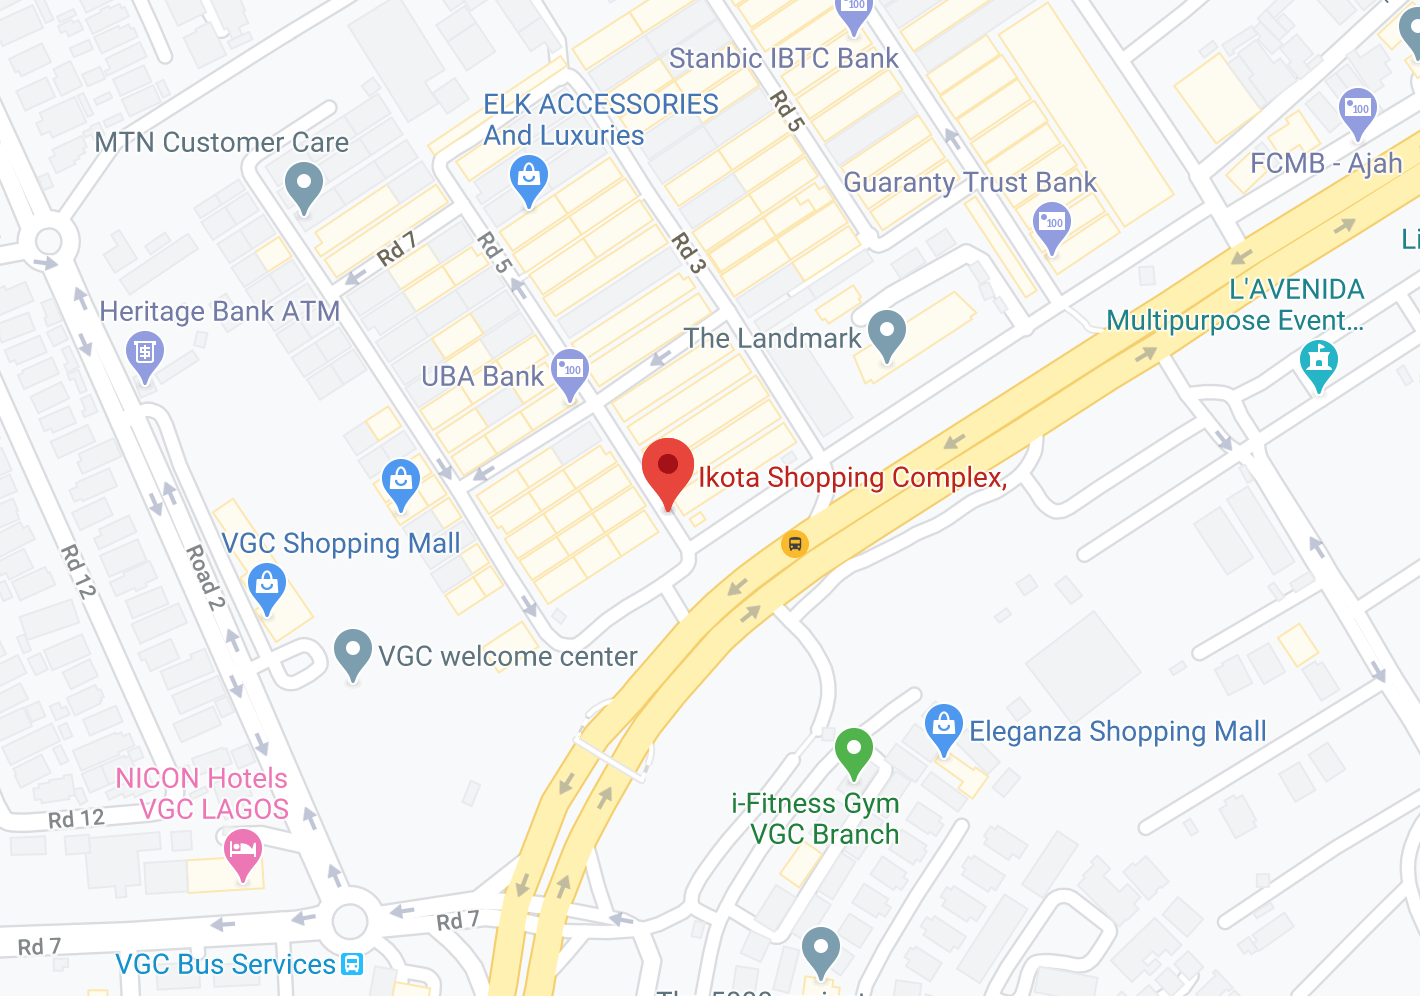 Stanbic IBTC Bank
ELK ACCESSORIES
And Luxuries
Rd 5
MTN Customer Care
FCMB - Ajah
Guaranty Trust Bank
Rd 7
Rd 5
Rd 3
Li
L'AVENIDA
Multipurpose Event...
Heritage Bank ATM
The Landmark
UBA Bank
Ikota Shopping Complex,
VGC Shopping Mall
Rd 12
Road 2
VGC welcome center
Eleganza Shopping Mall
NICON Hotels
VGC LAGOS
i-Fitness Gym
VGC Branch
Rd 12
Rd 7
Rd 7
VGC Bus Services